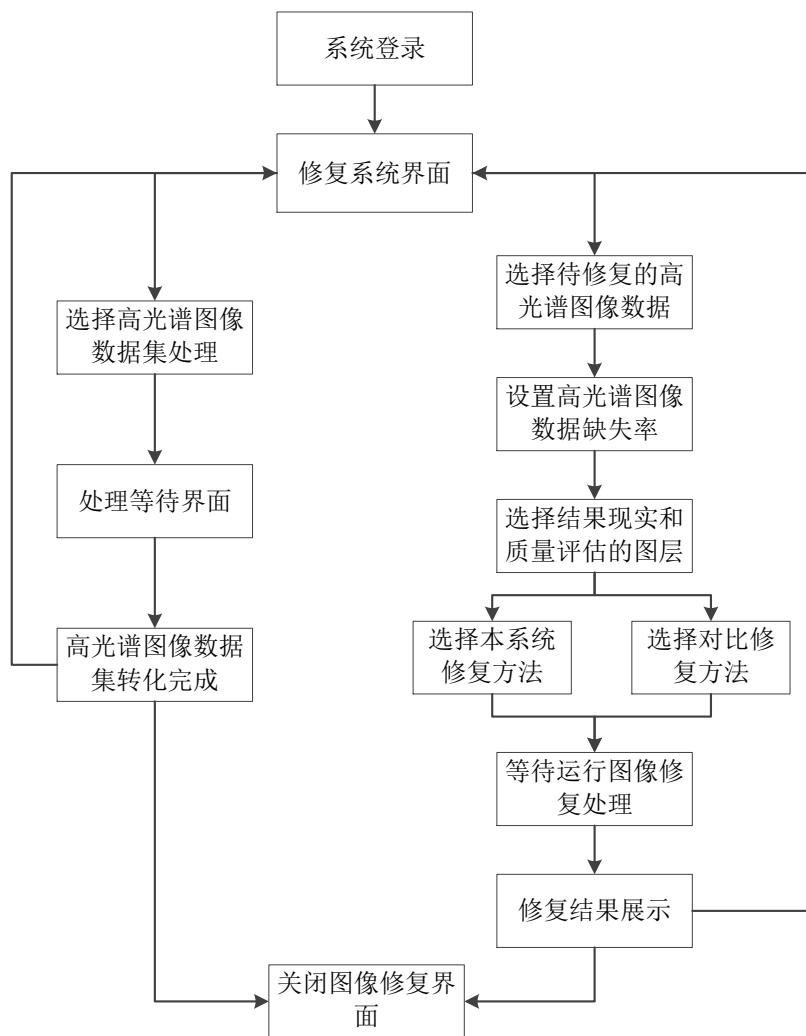 系统登录
修复系统界面
选择高光谱图像
数据集处理
处理等待界面
高光谱图像数据
集转化完成
选择待修复的高
光谱图像数据
设置高光谱图像
数据缺失率
选择结果现实和
质量评估的图层
选择本系统
修复方法
选择对比修
复方法
等待运行图像修
复处理
修复结果展示
关闭图像修复界
面